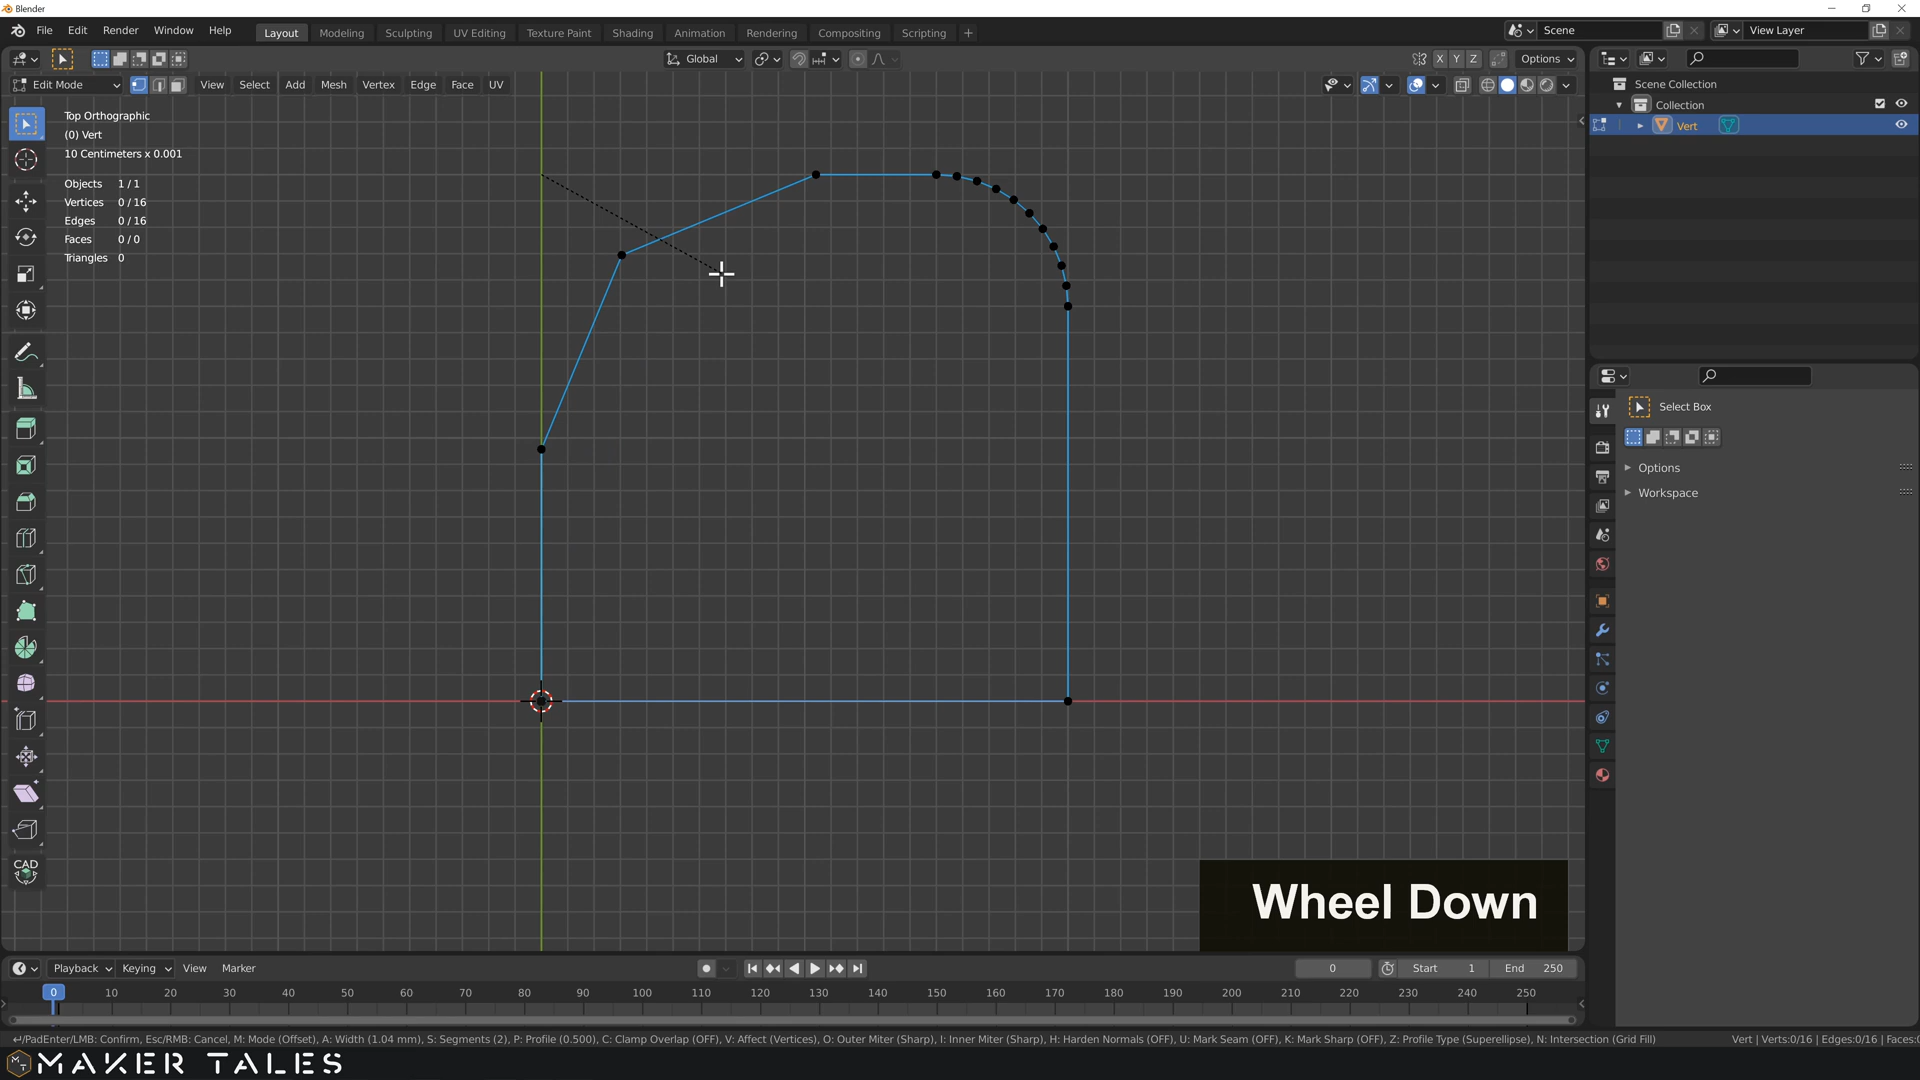 Blender
File Edit Render Window Help
Layout Modeling Sculpting UV Editing Texture Paint Shading Animation Rendering Compositing Scripting +
Scene
View Layer
Global
X Y Z
Options
Edit Mode
View Select Add Mesh Vertex Edge Face UV
Top Orthographic
(0) Vert
10 Centimeters x 0.001
Objects 1/1
Vertices 0/16
Edges 0/16
Faces 0/0
Triangles 0
CAD
Scene Collection
Collection
Vert
Select Box
Options
Workspace
Wheel Down
Playback Keying View Marker
0
Start 1
End 250
0 10 20 30 40 50 60 70 80 90 100 110 120 130 140 150 160 170 180 190 200 210 220 230 240 250
↵/PadEnter/LMB: Confirm, Esc/RMB: Cancel, M: Mode (Offset), A: Width (1.04 mm), S: Segments (2), P: Profile (0.500), C: Clamp Overlap (OFF), V: Affect (Vertices), O: Outer Miter (Sharp), I: Inner Miter (Sharp), H: Harden Normals (OFF), U: Mark Seam (OFF), K: Mark Sharp (OFF), Z: Profile Type (Superellipse), N: Intersection (Grid Fill)
Vert | Verts:0/16 | Edges:0/16 | Faces:
MAKER TALES